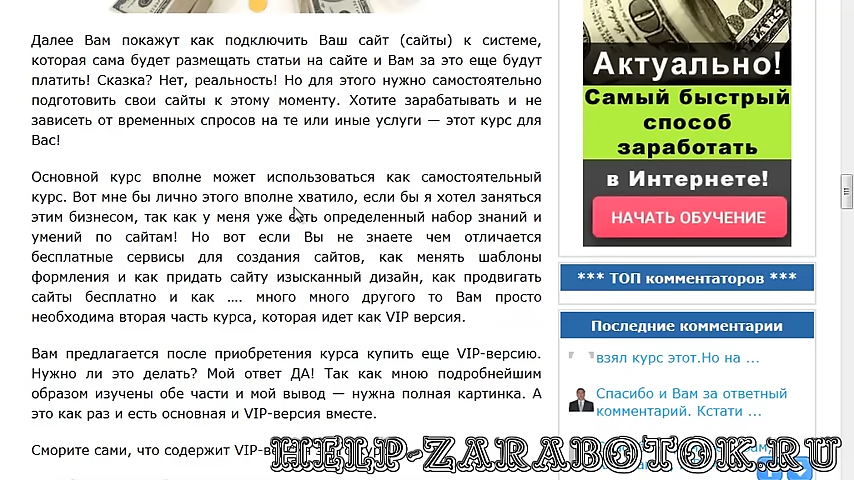 Далее Вам покажут как подключить Ваш сайт (сайты) к системе,
которая сама будет размещать статьи на сайте и Вам за это еще будут
платить! Сказка? Нет, реальность! Но для этого нужно самостоятельно
подготовить свои сайты к этому моменту. Хотите зарабатывать и не
зависеть от временных спросов на те или иные услуги — этот курс для
Вас!
Основной курс вполне может использоваться как самостоятельный
курс. Вот мне бы лично этого вполне хватило, если бы я хотел заняться
этим бизнесом, так как у меня уже есть определенный набор знаний и
умений по сайтам! Но вот если Вы не знаете чем отличается
бесплатные сервисы для создания сайтов, как менять шаблоны
формления и как придать сайту изысканный дизайн, как продвигать
сайты бесплатно и как .... много много другого то Вам просто
необходима вторая часть курса, которая идет как VIP версия.
Вам предлагается после приобретения курса купить еще VIP-версию.
Нужно ли это делать? Мой ответ ДА! Так как мною подробнейшим
образом изучены обе части и мой вывод — нужна полная картинка. А
это как раз и есть основная и VIP-версия вместе.
Сморите сами, что содержит
Актуально!
Самый быстрый
способ
заработать
в Интернете!
НАЧАТЬ ОБУЧЕНИЕ
*** ТОП комментаторов ***
Последние комментарии
взял курс этот.Но на ...
Спасибо и Вам за ответный
комментарий. Кстати ...
HELP-ZARABOTOK.RU